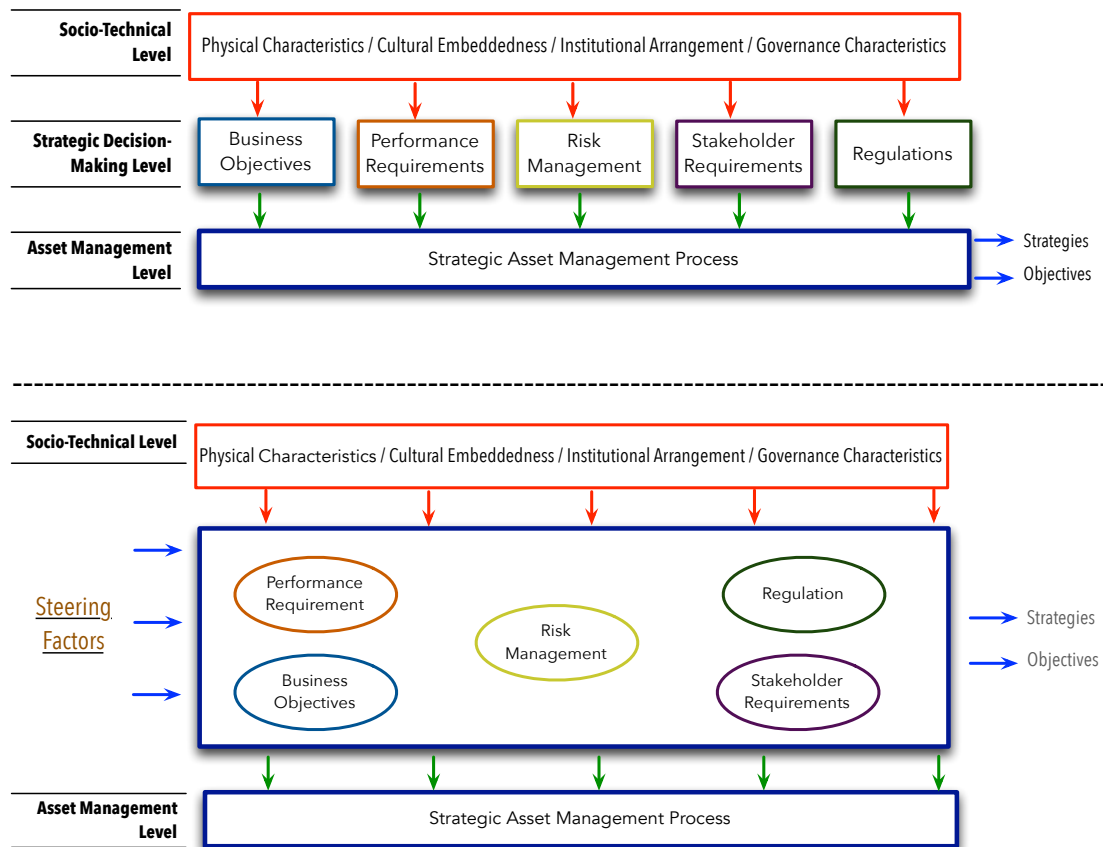 Socio-Technical
Level
Physical Characteristics / Cultural Embeddedness / Institutional Arrangement / Governance Characteristics
Strategic Decision-
Making Level
Business
Objectives
Performance
Requirements
Risk
Management
Stakeholder
Requirements
Regulations
Asset Management
Level
Strategic Asset Management Process
Strategies
Objectives
Socio-Technical Level
Physical Characteristics / Cultural Embeddedness / Institutional Arrangement / Governance Characteristics
Steering
Factors
Performance
Requirement
Business
Objectives
Risk
Management
Regulation
Stakeholder
Requirements
Strategies
Objectives
Asset Management
Level
Strategic Asset Management Process